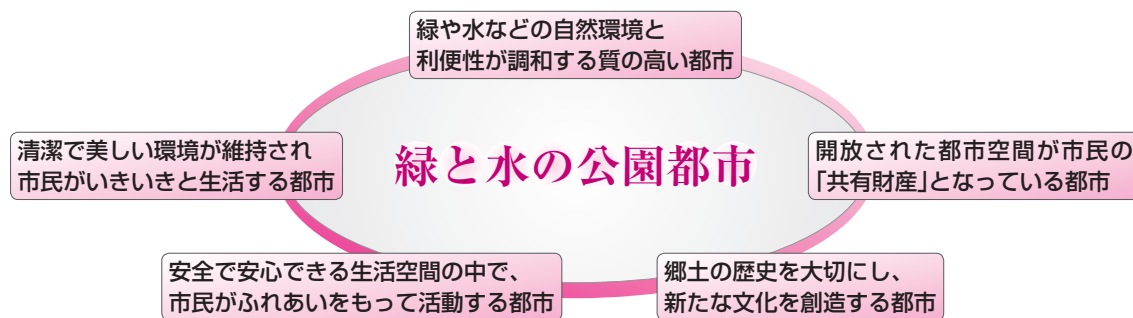 緑や水などの自然環境と
利便性が調和する質の高い都市
清潔で美しい環境が維持され
市民がいきいきと生活する都市
緑と水の公園都市
開放された都市空間が市民の
「共有財産」となっている都市
安全で安心できる生活空間の中で、
市民がふれあいをもって活動する都市
郷土の歴史を大切にし、
新たな文化を創造する都市